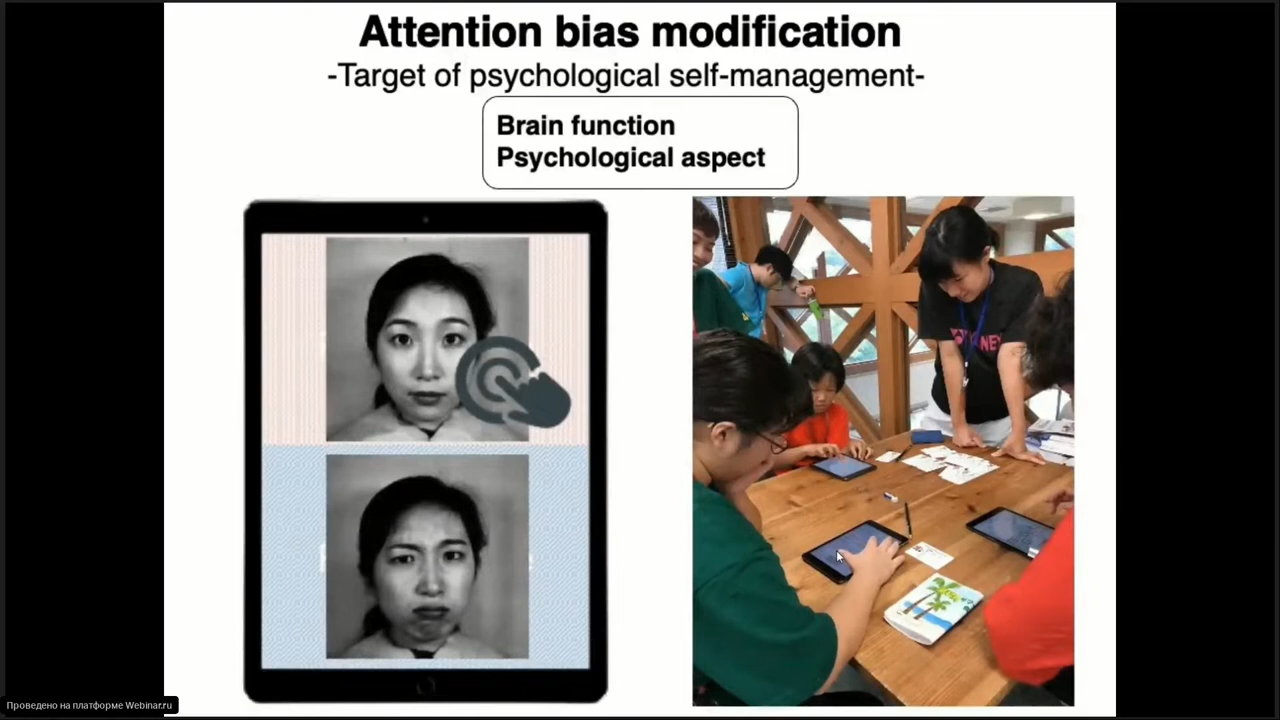 Attention bias modification
-Target of psychological self-management-
Brain function
Psychological aspect
Проведено на платформе Webinar.ru